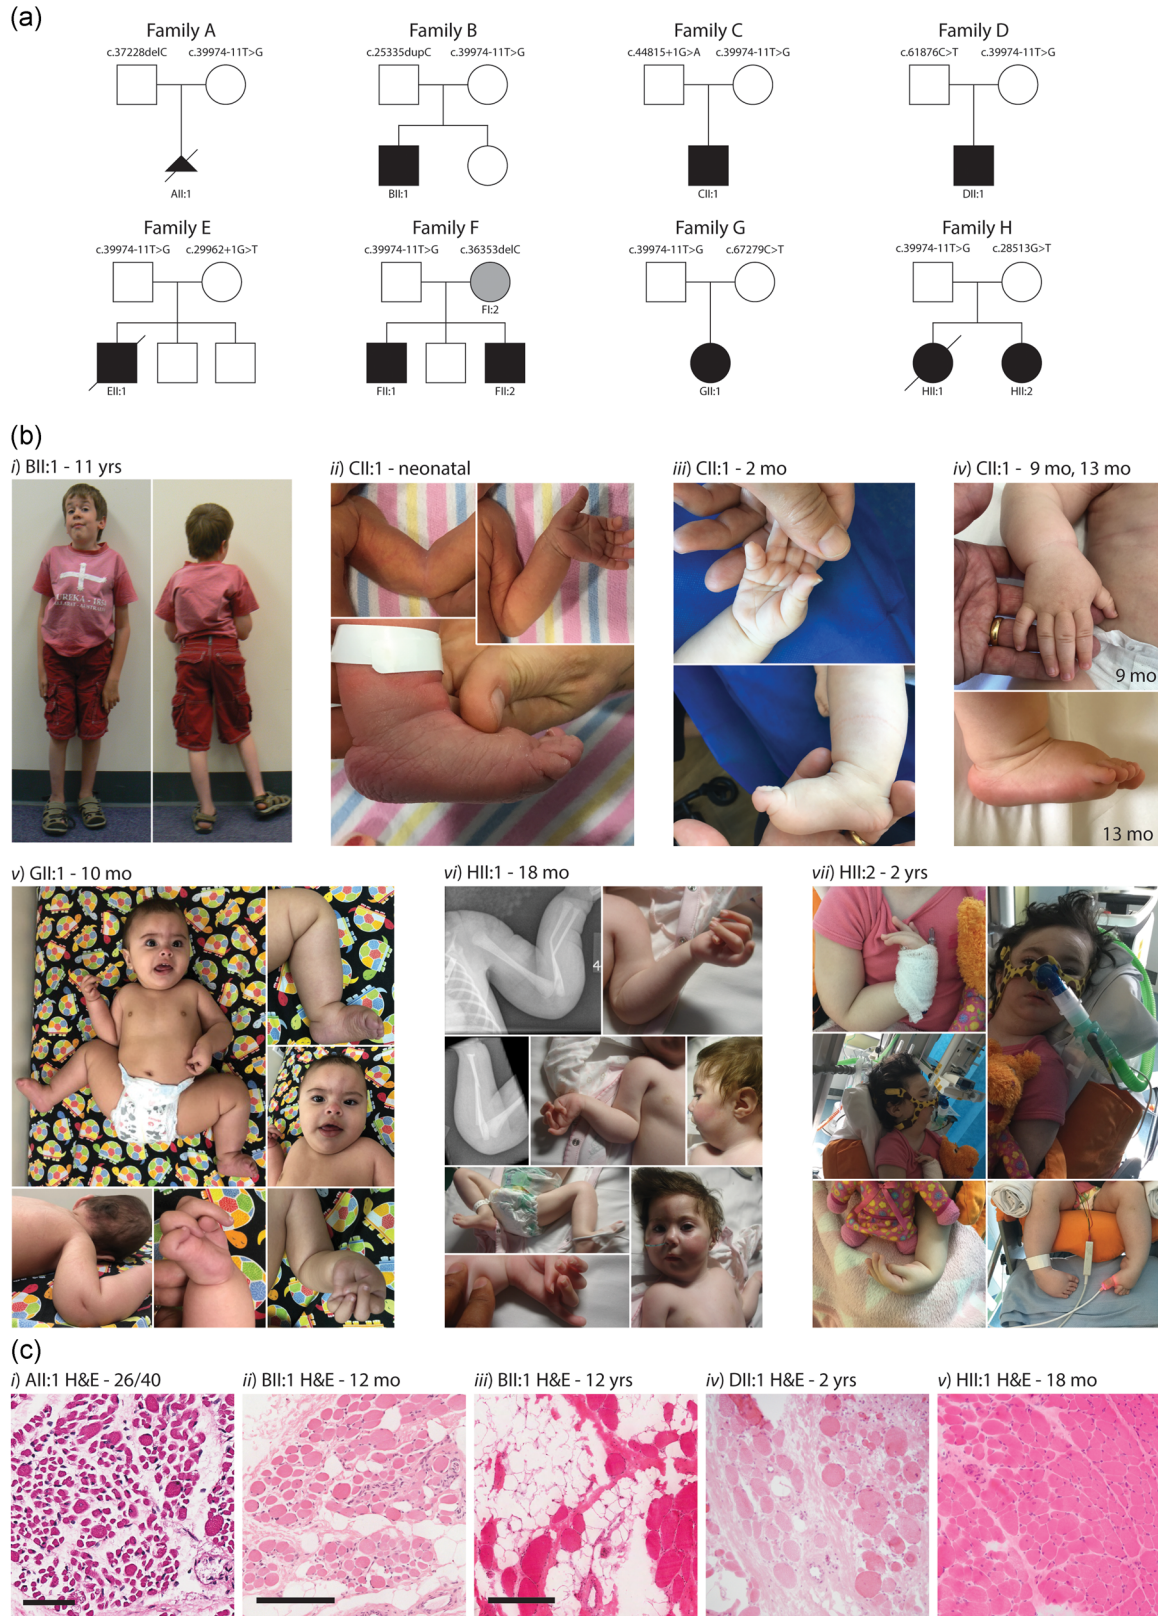 (a)
Family A
c.37228delC c.39974-11T>G
AII:1
Family B
c.25335dupC c.39974-11T>G
BII:1
Family C
c.44815+1G>A c.39974-11T>G
CII:1
Family D
c.61876C>T c.39974-11T>G
DII:1
Family E
c.39974-11T>G c.29962+1G>T
EII:1
Family F
c.39974-11T>G c.36353delC
FI:2
FII:1 FII:2
Family G
c.39974-11T>G c.67279C>T
GII:1
Family H
c.39974-11T>G c.28513G>T
HII:1 HII:2
(b)
i) BII:1 - 11 yrs
ii) CII:1 - neonatal
iii) CII:1 - 2 mo
iv) CII:1 - 9 mo, 13 mo
9 mo
13 mo
v) GII:1 - 10 mo
vi) HII:1 - 18 mo
4
vii) HII:2 - 2 yrs
(c)
i) AII:1 H&E - 26/40
ii) BII:1 H&E - 12 mo
iii) BII:1 H&E - 12 yrs
iv) DII:1 H&E - 2 yrs
v) HII:1 H&E - 18 mo